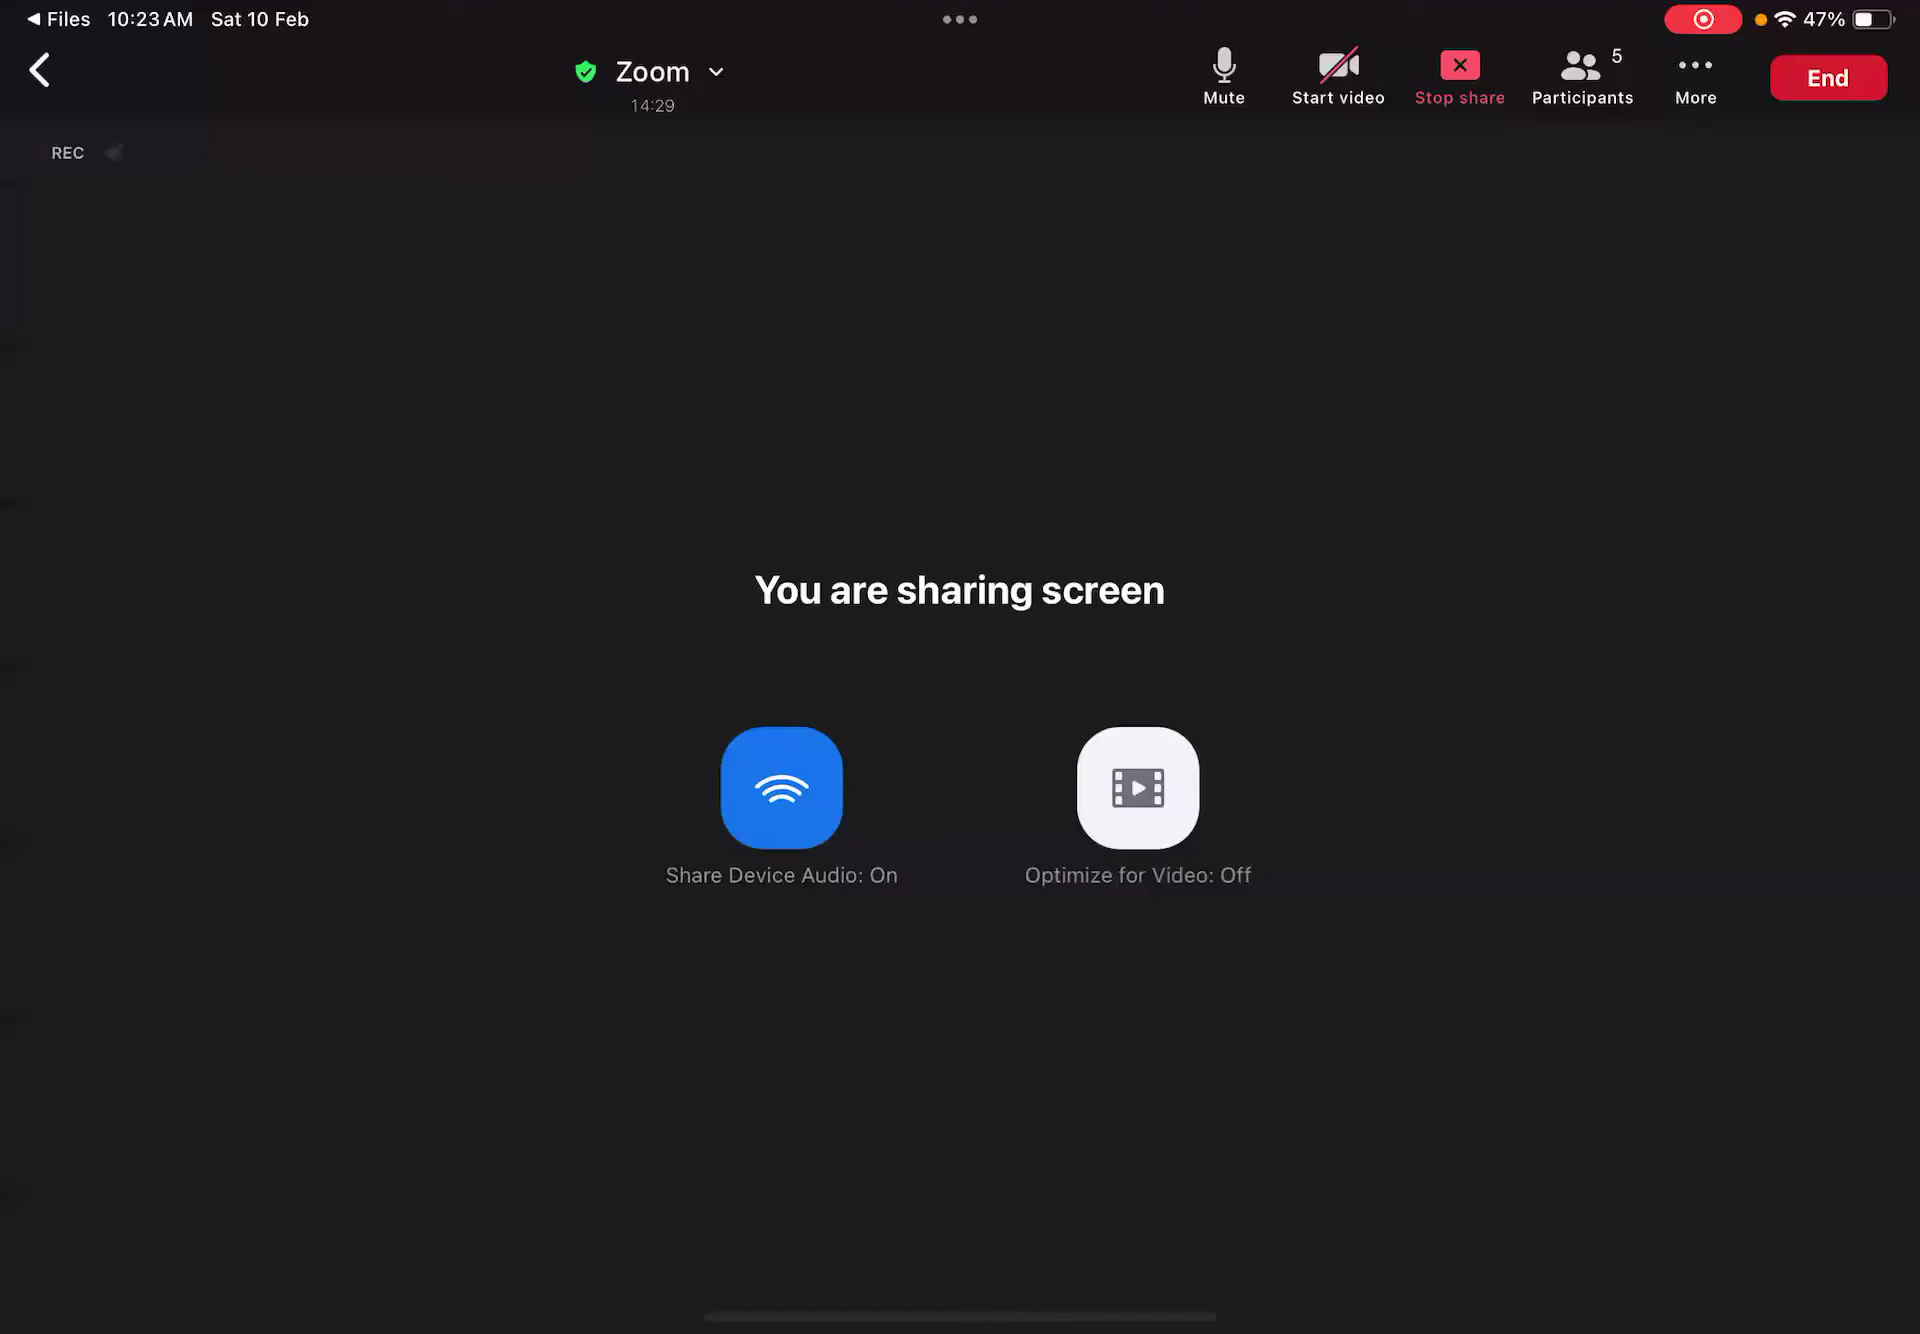 Files 10:23 AM Sat 10 Feb
47%
Zoom
14:29
Mute
Start video
Stop share
5
Participants
More
End
REC
You are sharing screen
Share Device Audio: On
Optimize for Video: Off